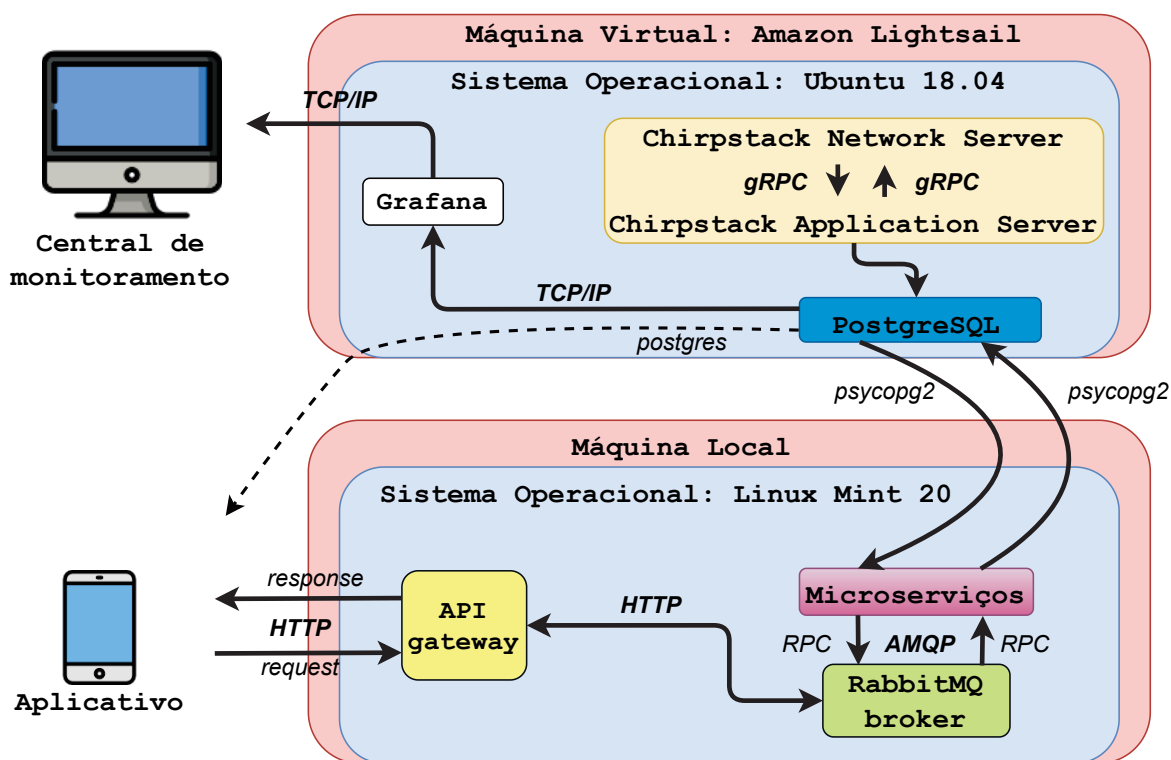 Máquina Virtual: Amazon Lightsail
Sistema Operacional: Ubuntu 18.04
TCP/IP
Chirpstack Network Server
gRPC
gRPC
Chirpstack Application Server
Grafana
Central de
monitoramento
TCP/IP
PostgreSQL
postgres
psycopg2
psycopg2
Máquina Local
Sistema Operacional: Linux Mint 20
response
HTTP
request
API
gateway
HTTP
Microserviços
RPC
AMQP
RPC
RabbitMQ
broker
Aplicativo